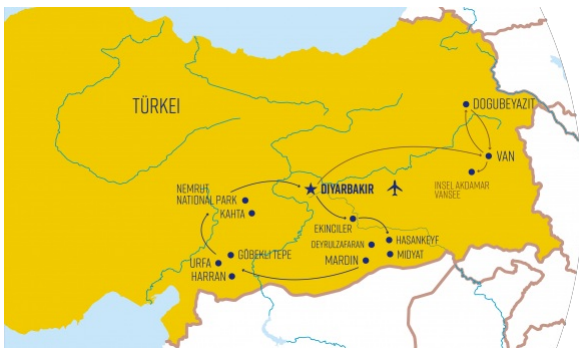 TÜRKEI
DOGUBEYAZIT
VAN
INSEL AKDAMAR
VANSEE
NEMRUT
NATIONAL PARK
KAHTA
DIYARBAKIR
EKINCILER
DEYRULZAFARAN
HASANKEYF
MIDYAT
MARDIN
GÖBEKLI TEPE
URFA
HARRAN